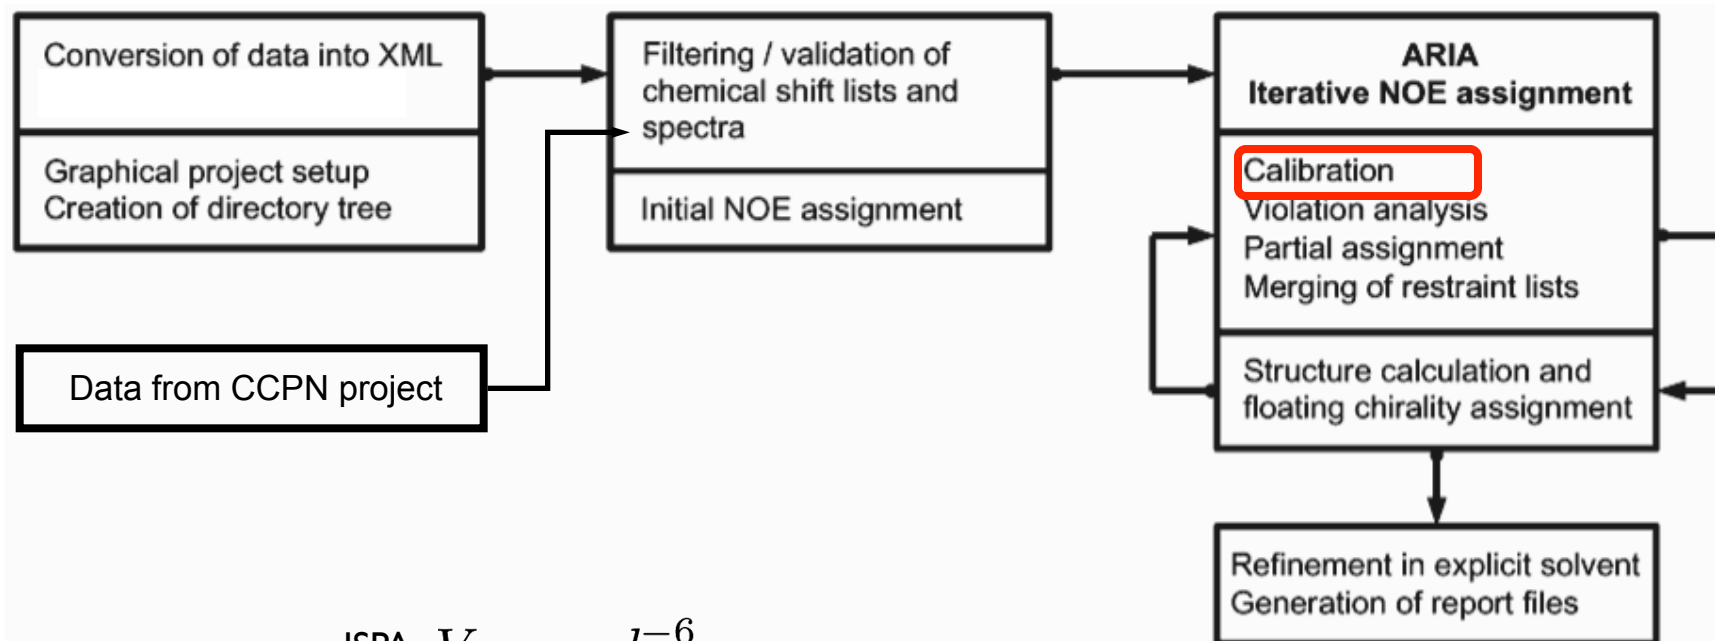 Conversion of data into XML
Graphical project setup
Creation of directory tree
Data from CCPN project
Filtering / validation of
chemical shift lists and
spectra
Initial NOE assignment
ARIA
Iterative NOE assignment
Calibration
Violation analysis
Partial assignment
Merging of restraint lists
Structure calculation and
floating chirality assignment
Refinement in explicit solvent
Generation of report files
ISPA